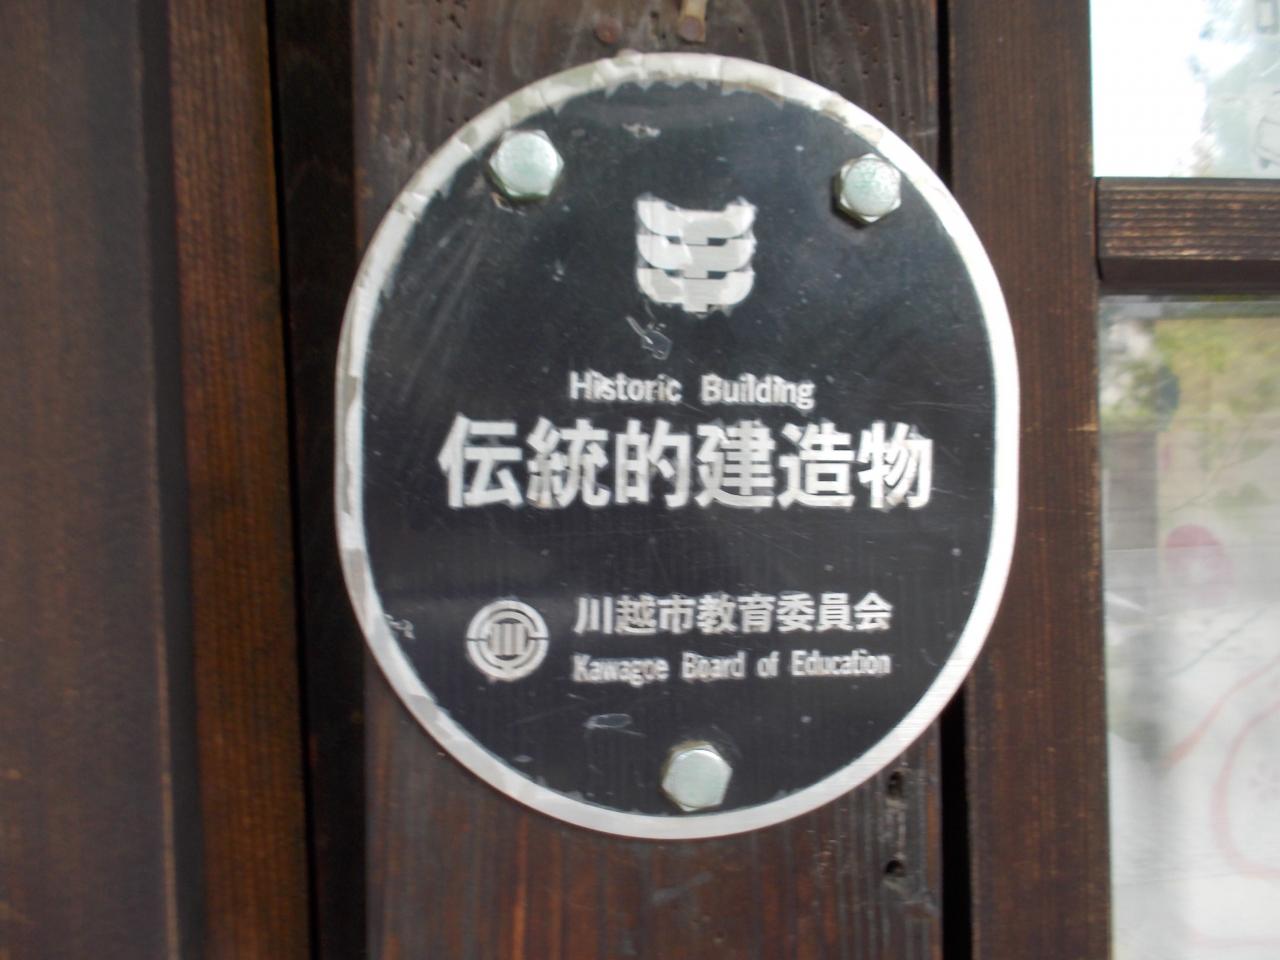 Historic Building
伝統的建造物
川越市教育委員会
Kawagoe Board of Education